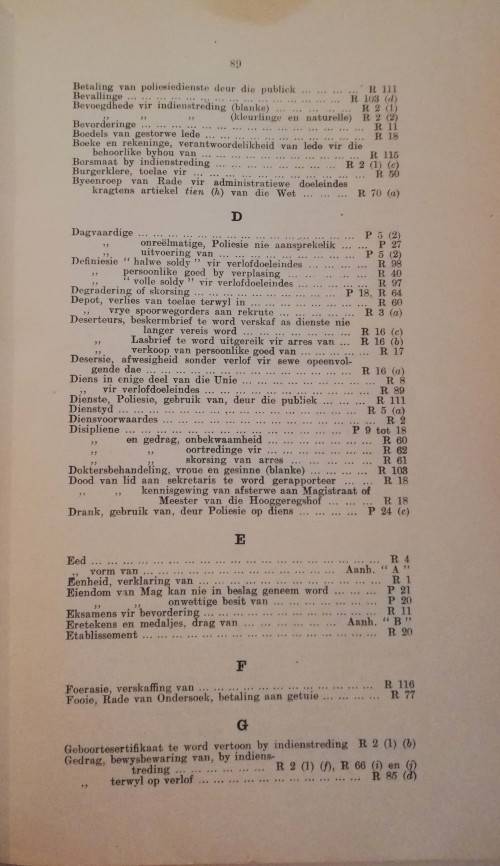 89
Betaling van poliesiedienste deur die publiek ... ... ... ... R 111
Bevallinge ... ... ... ... ... ... ... ... ... ... ... ... ... ... R 103 (d)
Bevoegdhede vir indienstreding (blanke) ... ... ... ... ... R 2 (1)
,, ,, ,, (kleurlinge en naturelle) R 2 (2)
Bevorderinge ... ... ... ... ... ... ... ... ... ... ... ... ... R 11
Boedels van gestorwe lede ... ... ... ... ... ... ... ... ... R 18
Boeke en rekeninge, verantwoordelikheid van lede vir die
behoorlike byhou van ... ... ... ... ... ... ... ... ... R 115
Borsmaat by indienstreding ... ... ... ... ... ... ... R 2 (1) (c)
Burgerklere, toelae vir ... ... ... ... ... ... ... ... ... ... R 50
Byeenroep van Rade vir administratiewe doeleindes
kragtens artiekel tien (h) van die Wet ... ... ... R 70 (a)
D
Dagvaardige ... ... ... ... ... ... ... ... ... ... ... ... P 5 (2)
,, onreëlmatige, Poliesie nie aansprekelik ... ... P 27
,, uitvoering van ... ... ... ... ... ... ... ... P 5 (2)
Definiesie " halwe soldy " vir verlofdoeleindes ... ... ... ... R 98
,, persoonlike goed by verplasing ... ... ... ... ... R 40
,, " volle soldy " vir verlofdoeleindes ... ... ... ... R 97
Degradering of skorsing ... ... ... ... ... ... ... P 18, R 64
Depot, verlies van toelae terwyl in ... ... ... ... ... ... ... R 60
,, vrye spoorwegorders aan rekrute ... ... ... ... R 3 (a)
Deserteurs, beskermbrief te word verskaf as dienste nie
langer vereis word ... ... ... ... ... ... R 16 (c)
,, Lasbrief te word uitgereik vir arres van ... R 16 (b)
,, verkoop van persoonlike goed van ... ... ... R 17
Desersie, afwesigheid sonder verlof vir sewe opeenvol-
gende dae ... ... ... ... ... ... ... ... ... ... R 16 (a)
Diens in enige deel van die Unie ... ... ... ... ... ... ... R 8
,, vir verlofdoeleindes ... ... ... ... ... ... ... ... ... R 89
Dienste, Poliesie, gebruik van, deur die publiek ... ... ... R 111
Dienstyd ... ... ... ... ... ... ... ... ... ... ... ... ... R 5 (a)
Diensvoorwaardes ... ... ... ... ... ... ... ... ... ... ... R 2
Disipliene ... ... ... ... ... ... ... ... ... ... ... P 9 tot 18
,, en gedrag, onbekwaamheid ... ... ... ... ... ... R 60
,, ,, oortredinge vir ... ... ... ... ... ... R 62
,, ,, skorsing van arres ... ... ... ... ... R 61
Doktersbehandeling, vroue en gesinne (blanke) ... ... ... R 103
Dood van lid aan sekretaris te word gerapporteer ... ... R 18
,, ,, kennisgewing van afsterwe aan Magistraat of
Meester van die Hooggeregshof ... ... ... R 18
Drank, gebruik van, deur Poliesie op diens ... ... ... ... P 24 (c)
E
Eed ... ... ... ... ... ... ... ... ... ... ... ... ... ... ... R 4
,, vorm van ... ... ... ... ... ... ... ... ... ... Aanh. " A "
Eenheid, verklaring van ... ... ... ... ... ... ... ... ... ... R 1
Eiendom van Mag kan nie in beslag geneem word ... ... ... P 21
,, ,, onwettige besit van ... ... ... ... ... ... P 20
Eksamens vir bevordering ... ... ... ... ... ... ... ... ... R 11
Eretekens en medaljes, drag van ... ... ... ... ... Aanh. " B "
Etablissement ... ... ... ... ... ... ... ... ... ... ... ... R 20
F
Foerasie, verskaffing van ... ... ... ... ... ... ... ... ... R 116
Fooie, Rade van Ondersoek, betaling aan getuie ... ... ... ... R 77
G
Geboortesertifikaat te word vertoon by indienstreding R 2 (1) (b)
Gedrag, bewysbewaring van, by indiens-
treding ... ... ... ... ... R 2 (1) (f), R 66 (i) en (j)
,, terwyl op verlof ... ... ... ... ... ... ... ... R 85 (d)